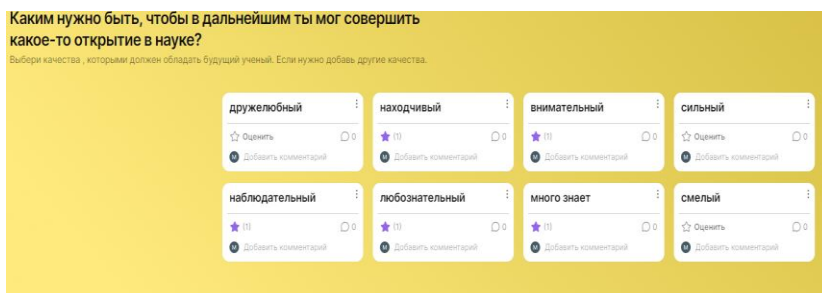 Каким нужно быть, чтобы в дальнейшим ты мог совершить
какое-то открытие в науке?
Выбери качества , которыми должен обладать будущий ученый. Если нужно добавь другие качества.
дружелюбный
Оценить 0
М Добавить комментарий
находчивый
(1) 0
М Добавить комментарий
внимательный
(1) 0
М Добавить комментарий
сильный
Оценить 0
М Добавить комментарий
наблюдательный
(1) 0
М Добавить комментарий
любознательный
(1) 0
М Добавить комментарий
много знает
(1) 0
М Добавить комментарий
смелый
Оценить 0
М Добавить комментарий